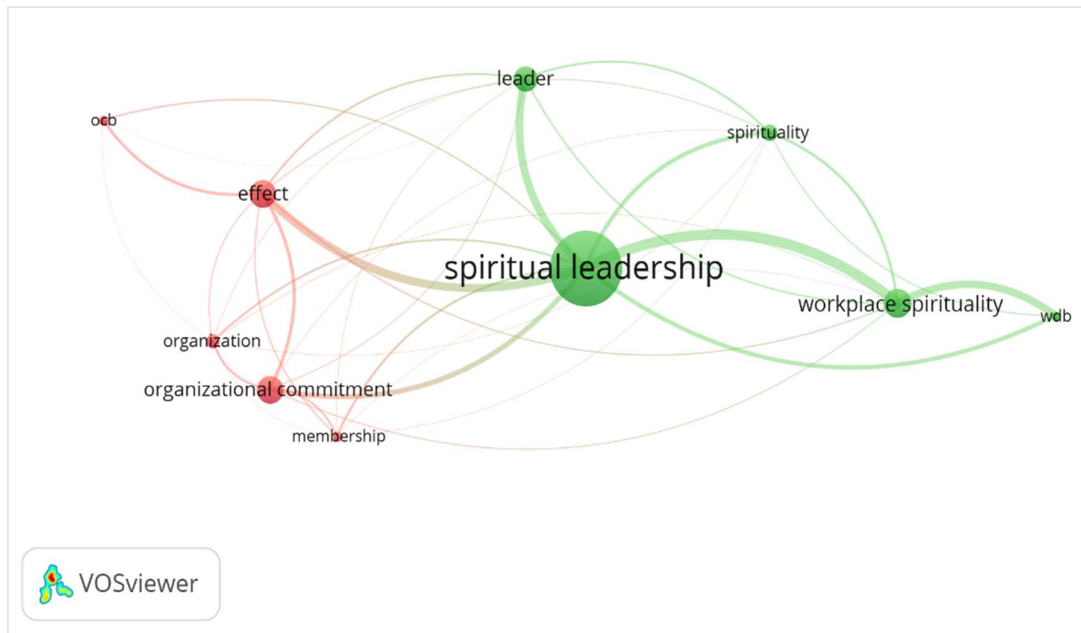 leader
ocb
spirituality
effect
spiritual leadership
workplace spirituality
wdb
organization
organizational commitment
membership
VOSviewer